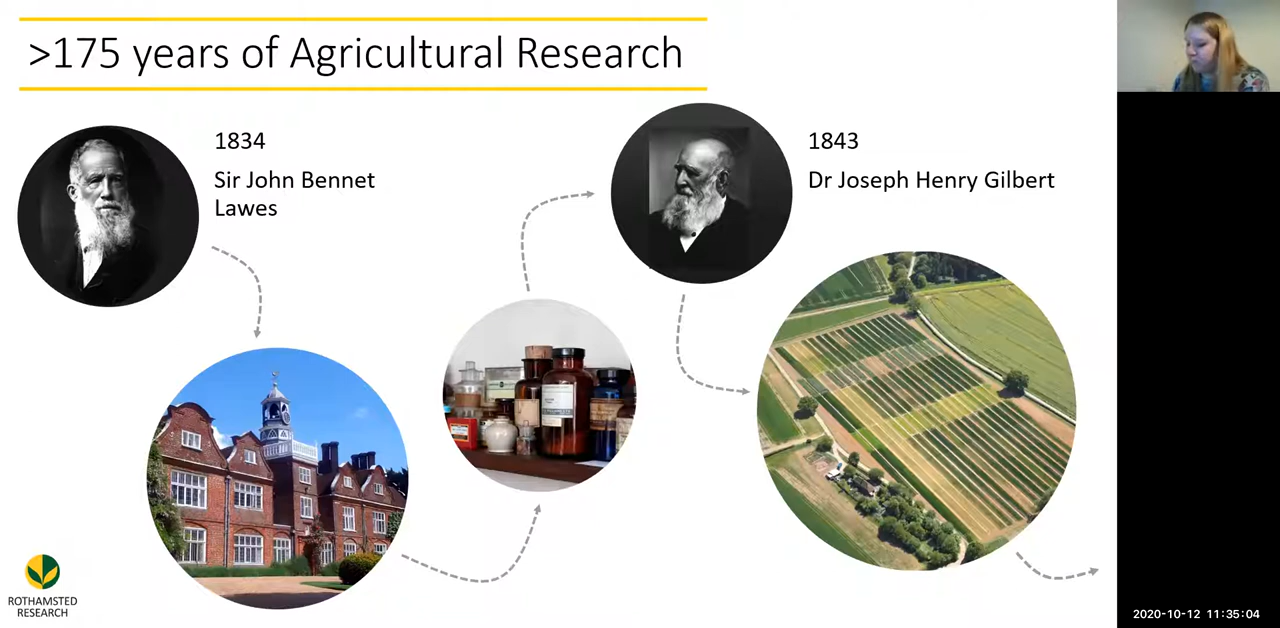 >175 years of Agricultural Research
1834
Sir John Bennet
Lawes
1843
Dr Joseph Henry Gilbert
ROTHAMSTED
RESEARCH
2020-10-12 11:35:04